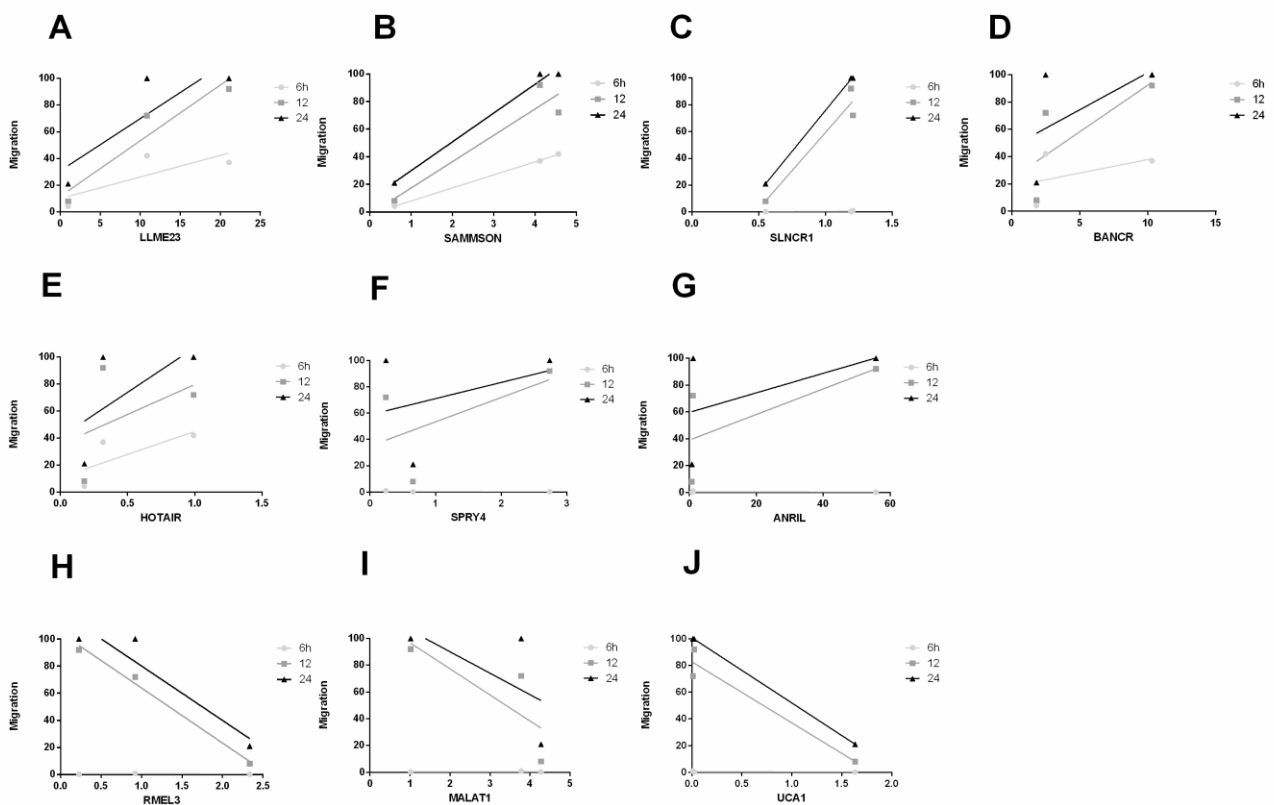 A B C D
100 100 100 100
80 80 80 80
60 60 60 60
40 40 40 40
20 20 20 20
0 0 0 0
Migration Migration Migration Migration
6h 6h 6h 6h
12 12 12 12
24 24 24 24
0 5 10 15 20 25 0 1 2 3 4 5 0.0 0.5 1.0 1.5 0 5 10 15
LLME23 SAMMSON SLNCR1 BANCR
E F G
100 100 100
80 80 80
60 60 60
40 40 40
20 20 20
0 0 0
Migration Migration Migration
6h 6h 6h
12 12 12
24 24 24
0.0 0.5 1.0 1.5 0 1 2 3 0 20 40 60
HOTAIR SPRY4 ANRIL
H I J
100 100 100
80 80 80
60 60 60
40 40 40
20 20 20
0 0 0
Migration Migration Migration
6h 6h 6h
12 12 12
24 24 24
0.0 0.5 1.0 1.5 2.0 2.5 0 1 2 3 4 5 0.0 0.5 1.0 1.5 2.0
RMEL3 MALAT1 UCA1